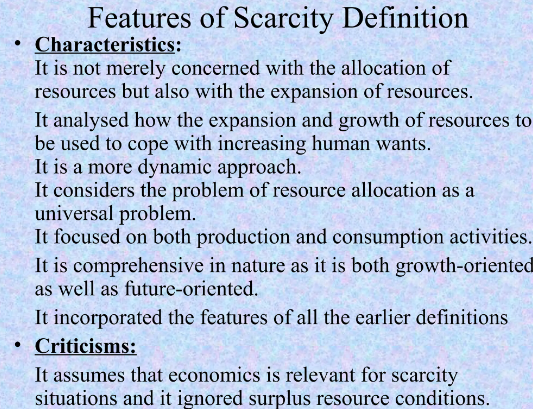 Features of Scarcity Definition
• Characteristics:
It is not merely concerned with the allocation of
resources but also with the expansion of resources.
It analysed how the expansion and growth of resources to
be used to cope with increasing human wants.
It is a more dynamic approach.
It considers the problem of resource allocation as a
universal problem.
It focused on both production and consumption activities.
It is comprehensive in nature as it is both growth-oriented
as well as future-oriented.
It incorporated the features of all the earlier definitions
• Criticisms:
It assumes that economics is relevant for scarcity
situations and it ignored surplus resource conditions.